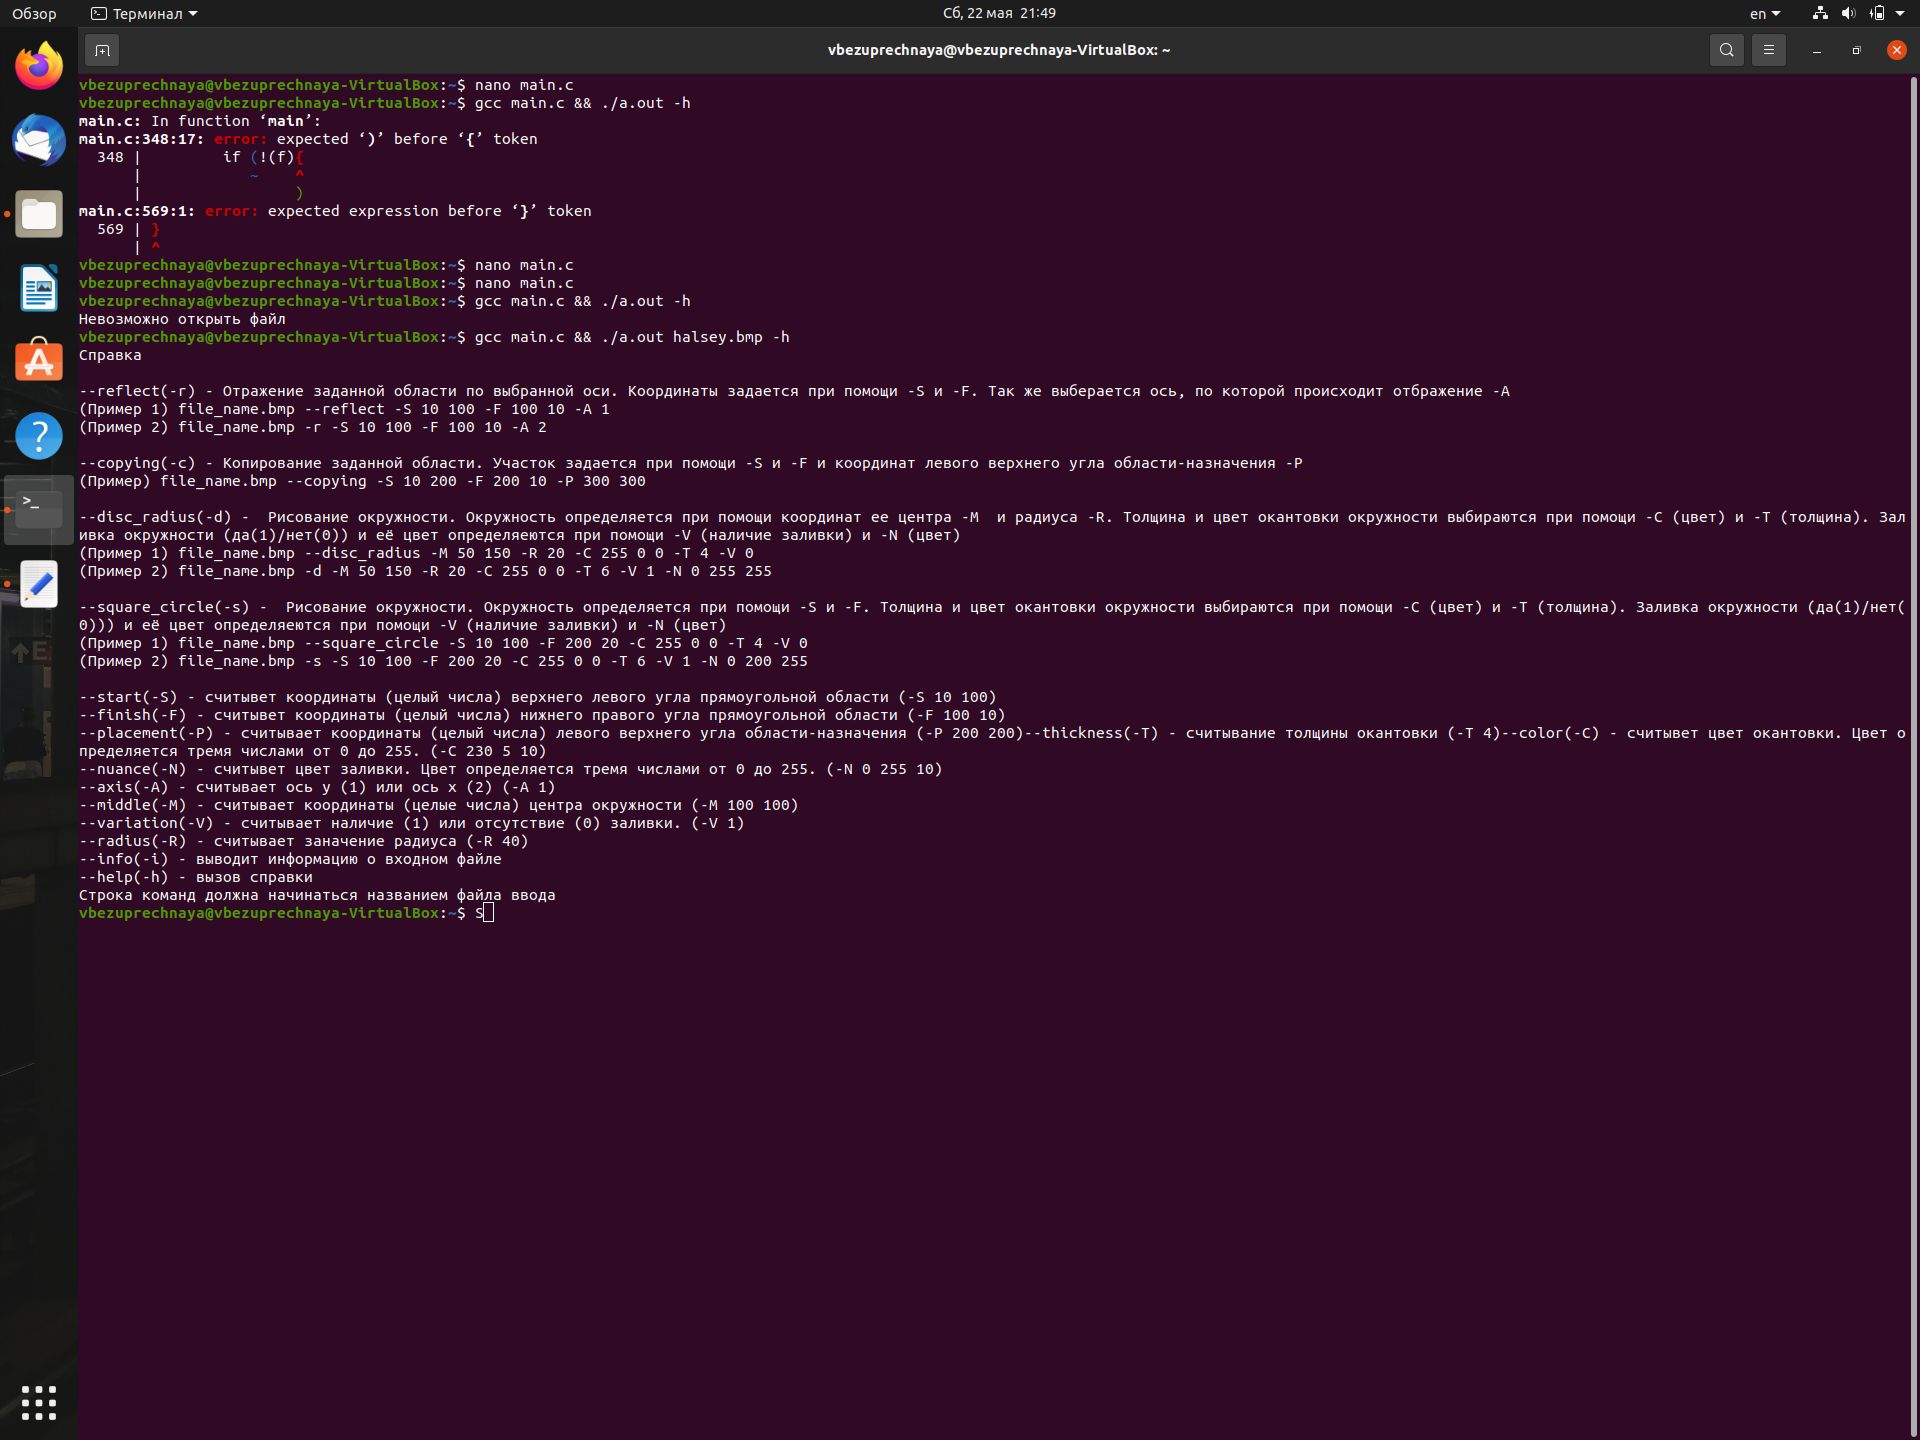 Обзор
Терминал
Сб, 22 мая 21:49
en
vbezuprechnaya@vbezuprechnaya-VirtualBox: ~
vbezuprechnaya@vbezuprechnaya-VirtualBox:~$ nano main.c
vbezuprechnaya@vbezuprechnaya-VirtualBox:~$ gcc main.c && ./a.out -h
main.c: In function ‘main’:
main.c:348:17: error: expected ‘)’ before ‘{’ token
348 |         if (!(f){
|            ~    ^
|                 )
main.c:569:1: error: expected expression before ‘}’ token
569 | }
| ^
vbezuprechnaya@vbezuprechnaya-VirtualBox:~$ nano main.c
vbezuprechnaya@vbezuprechnaya-VirtualBox:~$ nano main.c
vbezuprechnaya@vbezuprechnaya-VirtualBox:~$ gcc main.c && ./a.out -h
Невозможно открыть файл
vbezuprechnaya@vbezuprechnaya-VirtualBox:~$ gcc main.c && ./a.out halsey.bmp -h
Справка
--reflect(-r) - Отражение заданной области по выбранной оси. Координаты задается при помощи -S и -F. Так же выберается ось, по которой происходит отбражение -A
(Пример 1) file_name.bmp --reflect -S 10 100 -F 100 10 -A 1
(Пример 2) file_name.bmp -r -S 10 100 -F 100 10 -A 2
--copying(-c) - Копирование заданной области. Участок задается при помощи -S и -F и координат левого верхнего угла области-назначения -P
(Пример) file_name.bmp --copying -S 10 200 -F 200 10 -P 300 300
--disc_radius(-d) -  Рисование окружности. Окружность определяется при помощи координат ее центра -M  и радиуса -R. Толщина и цвет окантовки окружности выбираются при помощи -C (цвет) и -T (толщина). Зал
ивка окружности (да(1)/нет(0)) и её цвет определяеются при помощи -V (наличие заливки) и -N (цвет)
(Пример 1) file_name.bmp --disc_radius -M 50 150 -R 20 -C 255 0 0 -T 4 -V 0
(Пример 2) file_name.bmp -d -M 50 150 -R 20 -C 255 0 0 -T 6 -V 1 -N 0 255 255
--square_circle(-s) -  Рисование окружности. Окружность определяется при помощи -S и -F. Толщина и цвет окантовки окружности выбираются при помощи -C (цвет) и -T (толщина). Заливка окружности (да(1)/нет(
0))) и её цвет определяеются при помощи -V (наличие заливки) и -N (цвет)
(Пример 1) file_name.bmp --square_circle -S 10 100 -F 200 20 -C 255 0 0 -T 4 -V 0
(Пример 2) file_name.bmp -s -S 10 100 -F 200 20 -C 255 0 0 -T 6 -V 1 -N 0 200 255
--start(-S) - считывет координаты (целый числа) верхнего левого угла прямоугольной области (-S 10 100)
--finish(-F) - считывет координаты (целый числа) нижнего правого угла прямоугольной области (-F 100 10)
--placement(-P) - считывает координаты (целый числа) левого верхнего угла области-назначения (-P 200 200)--thickness(-T) - считывание толщины окантовки (-T 4)--color(-C) - считывет цвет окантовки. Цвет о
пределяется тремя числами от 0 до 255. (-C 230 5 10)
--nuance(-N) - считывет цвет заливки. Цвет определяется тремя числами от 0 до 255. (-N 0 255 10)
--axis(-A) - считывает ось y (1) или ось x (2) (-A 1)
--middle(-M) - считывает координаты (целые числа) центра окружности (-M 100 100)
--variation(-V) - считывает наличие (1) или отсутствие (0) заливки. (-V 1)
--radius(-R) - считывает заначение радиуса (-R 40)
--info(-i) - выводит информацию о входном файле
--help(-h) - вызов справки
Строка команд должна начинаться названием файла ввода
vbezuprechnaya@vbezuprechnaya-VirtualBox:~$ S